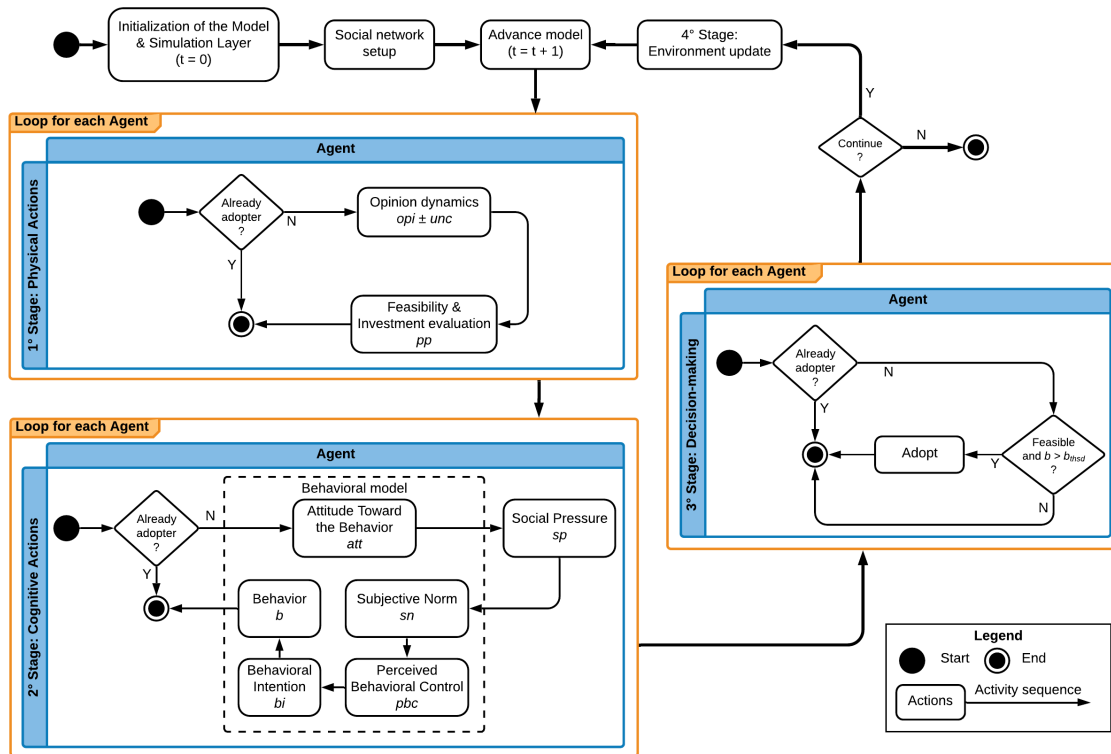 Initialization of the Model
& Simulation Layer
(t = 0)
Social network
setup
Advance model
(t = t + 1)
4° Stage:
Environment update
Y
Continue
?
N
Loop for each Agent
Agent
1° Stage: Physical Actions
Already
adopter
?
N
Y
Opinion dynamics
opi ± unc
Feasibility &
Investment evaluation
pp
Loop for each Agent
Agent
2° Stage: Cognitive Actions
Already
adopter
?
N
Y
Behavioral model
Attitude Toward
the Behavior
att
Social Pressure
sp
Behavior
b
Subjective Norm
sn
Behavioral
Intention
bi
Perceived
Behavioral Control
pbc
Loop for each Agent
Agent
3° Stage: Decision-making
Already
adopter
?
N
Y
Adopt
Y
Feasible
and b > bthsd
?
N
Legend
Start
End
Actions
Activity sequence